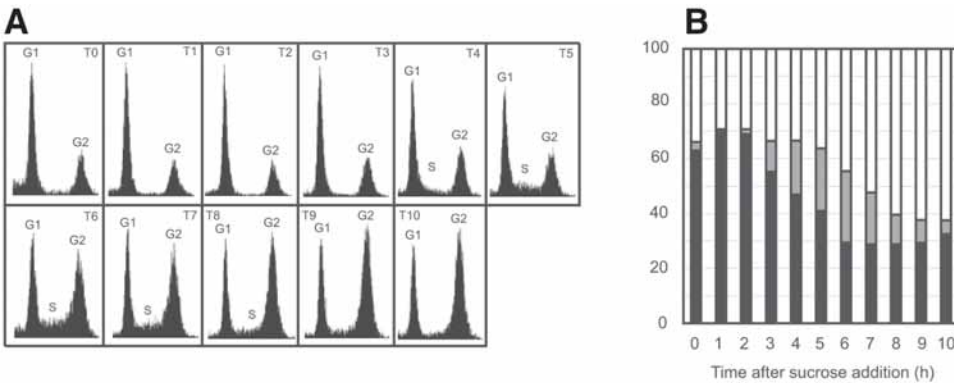 A
G1 T0
G2
G1 T1
G2
G1 T2
G2
G1 T3
G2
G1 T4
S G2
G1 T5
S G2
G1 T6
S G2
G1 T7
S G2
T8
G1 S G2
T9
G1 G2
T10
G1 G2
B
100
80
60
40
20
0
0 1 2 3 4 5 6 7 8 9 10
Time after sucrose addition (h)